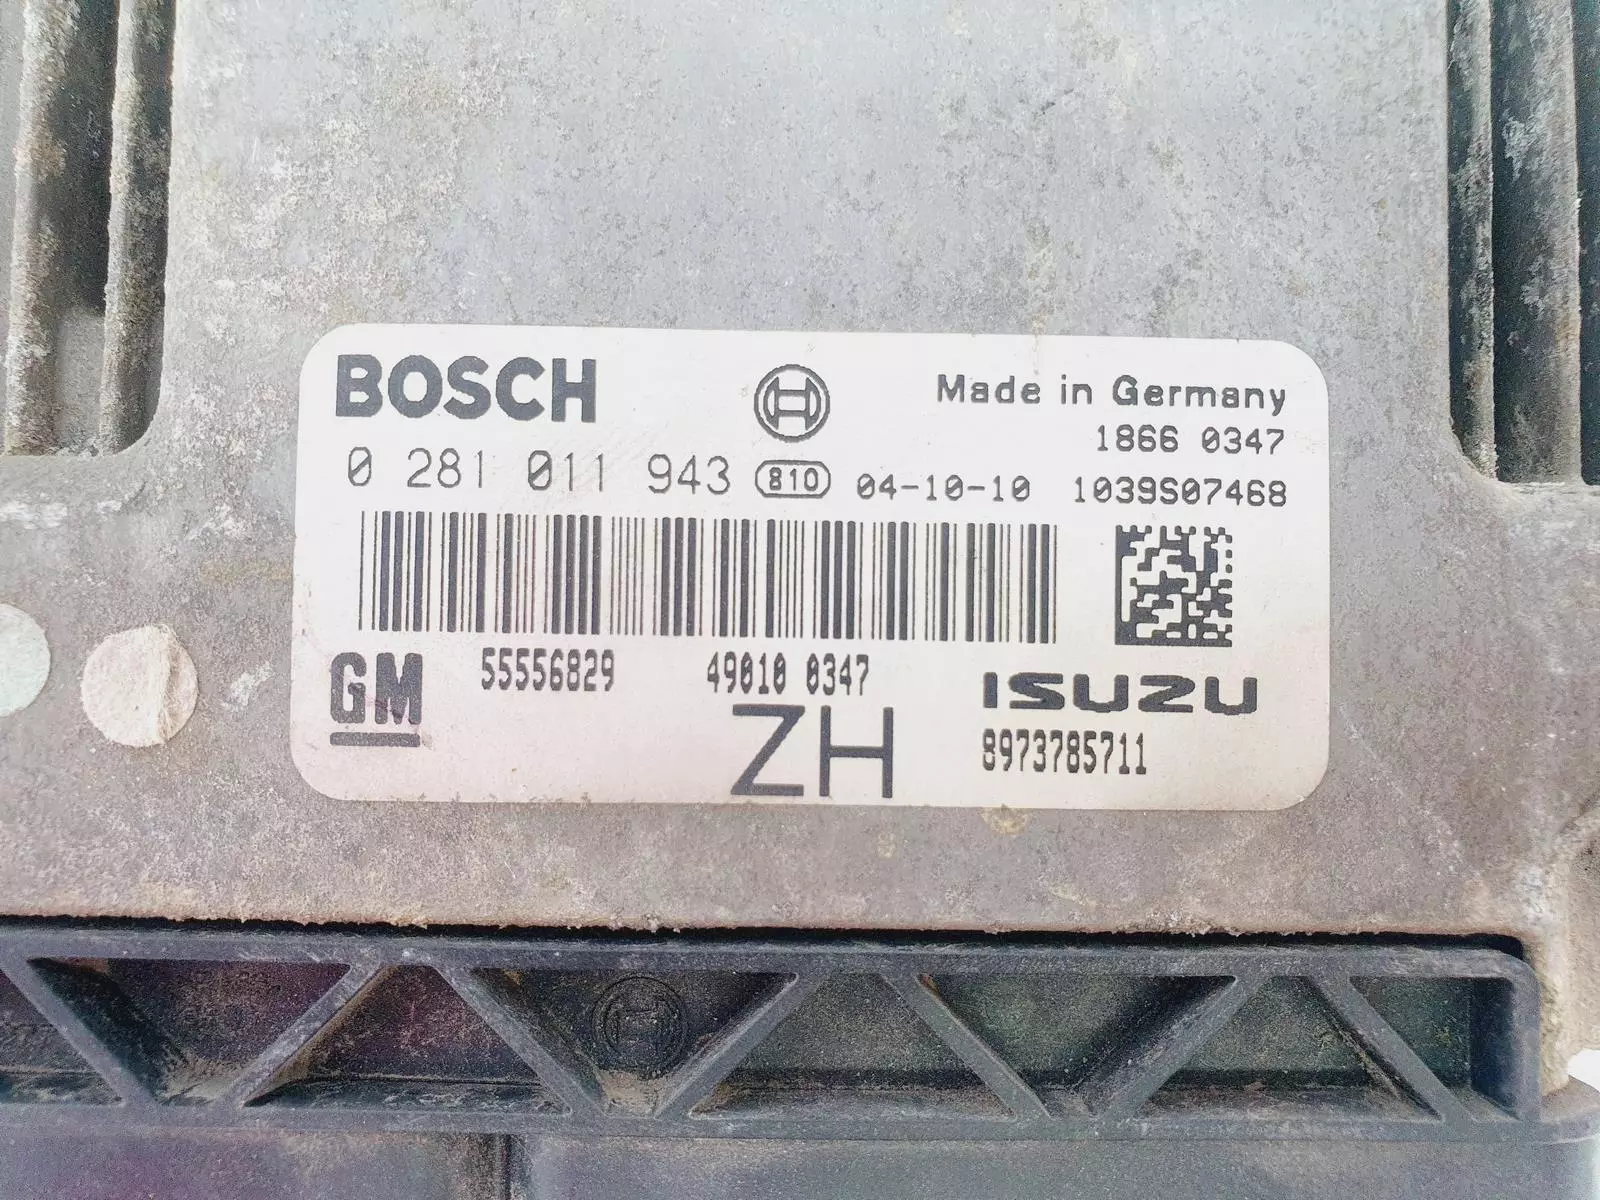 BOSCH
Made in Germany
1866 0347
0 281 011 943 810 04-10-10 1039S07468
GM 55556829 49010 0347 ISUZU
ZH 8973785711